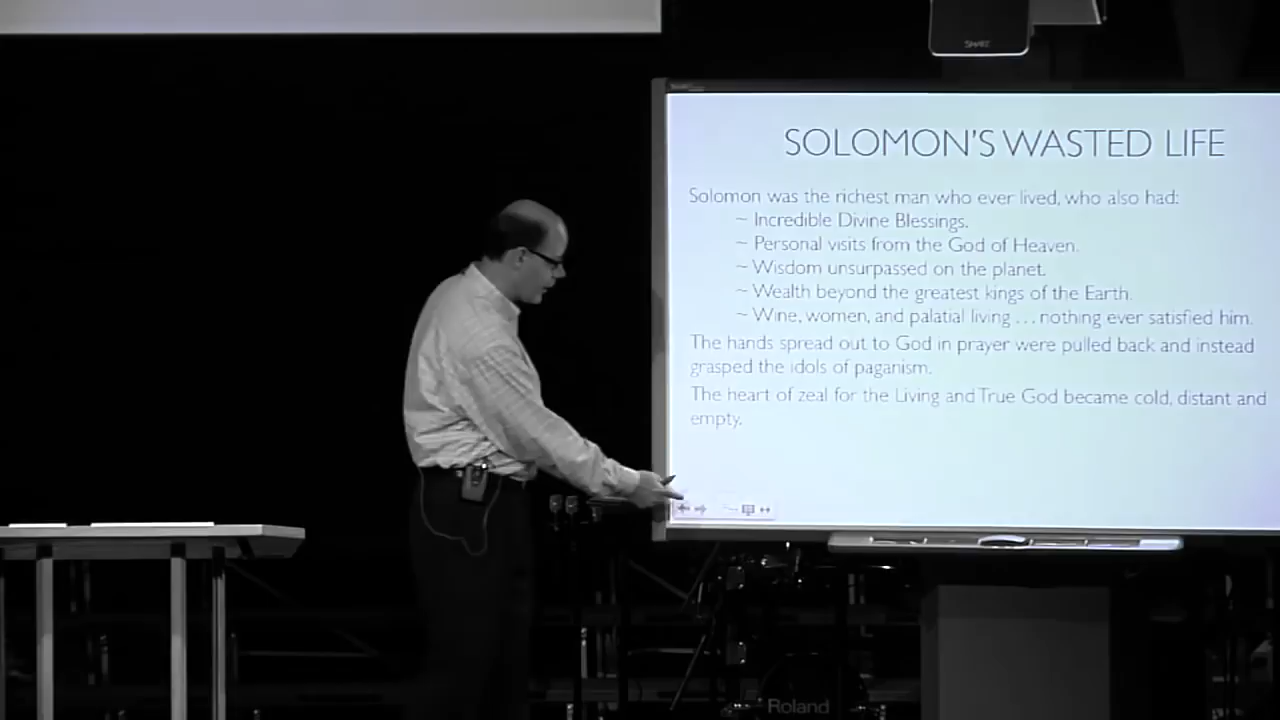 SMART
SOLOMON'S WASTED LIFE
Solomon was the richest man who ever lived, who also had:
~ Incredible Divine Blessings.
~ Personal visits from the God of Heaven.
~ Wisdom unsurpassed on the planet.
~ Wealth beyond the greatest kings of the Earth.
~ Wine, women, and palatial living ... nothing ever satisfied him.
The hands spread out to God in prayer were pulled back and instead
grasped the idols of paganism.
The heart of zeal for the Living and True God became cold, distant and
empty.
Roland